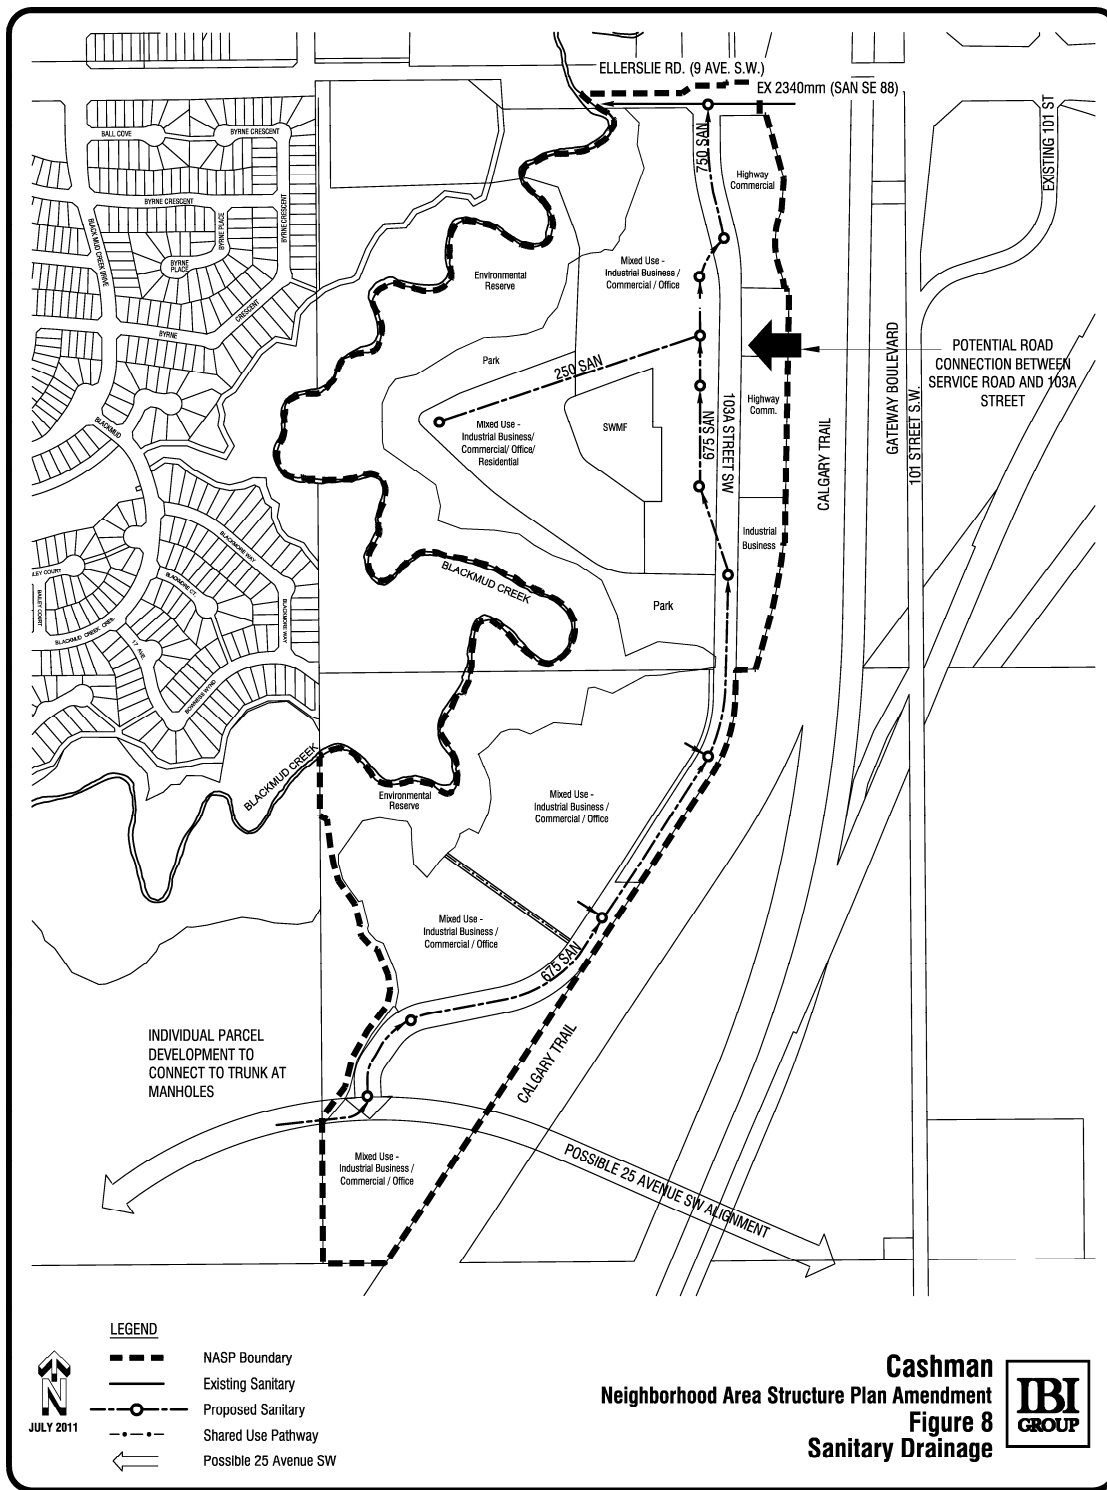 ELLERSLIE RD. (9 AVE. S.W.)
EX 2340mm (SAN SE 88)
BALL COVE
BYRNE CRESCENT
BYRNE CRESCENT
BYRNE CRESCENT
BYRNE PLACE
BYRNE
PLACE
BLACK MUD CREEK DRIVE
BYRNE
CRESCENT
BLACKMUD
750 SAN
Highway
Commercial
EXISTING 101 ST
Environmental
Reserve
Mixed Use -
Industrial Business /
Commercial / Office
Park
250 SAN
POTENTIAL ROAD
CONNECTION BETWEEN
SERVICE ROAD AND 103A
STREET
GATEWAY BOULEVARD
101 STREET S.W.
CALGARY TRAIL
Highway
Comm.
103A STREET SW
675 SAN
SWMF
Mixed Use -
Industrial Business/
Commercial/ Office/
Residential
Industrial
Business
BLACKMORE WAY
BLACKMORE CT
BLACKMORE WAY
LEY COURT
BAILEY COURT
BLACKMUD CREEK CRES.
17 AVE.
BOWNESS WYND
BLACKMUD CREEK
Park
BLACKMUD CREEK
Environmental
Reserve
Mixed Use -
Industrial Business /
Commercial / Office
Mixed Use -
Industrial Business /
Commercial / Office
675 SAN
INDIVIDUAL PARCEL
DEVELOPMENT TO
CONNECT TO TRUNK AT
MANHOLES
CALGARY TRAIL
Mixed Use -
Industrial Business /
Commercial / Office
POSSIBLE 25 AVENUE SW ALIGNMENT
LEGEND
NASP Boundary
Existing Sanitary
Proposed Sanitary
Shared Use Pathway
Possible 25 Avenue SW
N
JULY 2011
Cashman
Neighborhood Area Structure Plan Amendment
Figure 8
Sanitary Drainage
IBI
GROUP